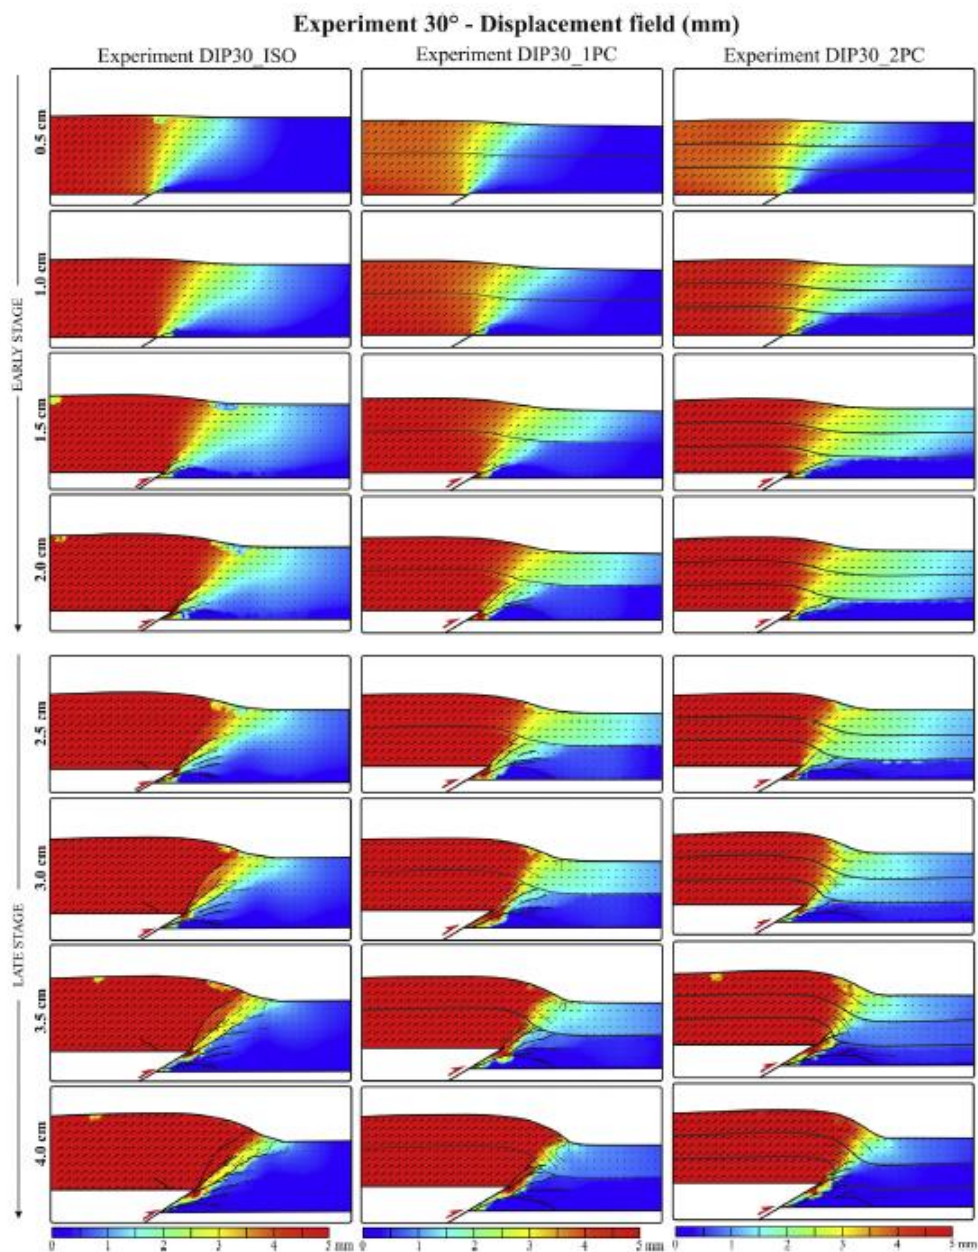 Experiment 30° - Displacement field (mm)
Experiment DIP30_ISO
Experiment DIP30_1PC
Experiment DIP30_2PC
EARLY STAGE
0.5 cm
1.0 cm
1.5 cm
2.0 cm
LATE STAGE
2.5 cm
3.0 cm
3.5 cm
4.0 cm
0 1 2 3 4 5 mm
0 1 2 3 4 5 mm
0 1 2 3 4 5 mm